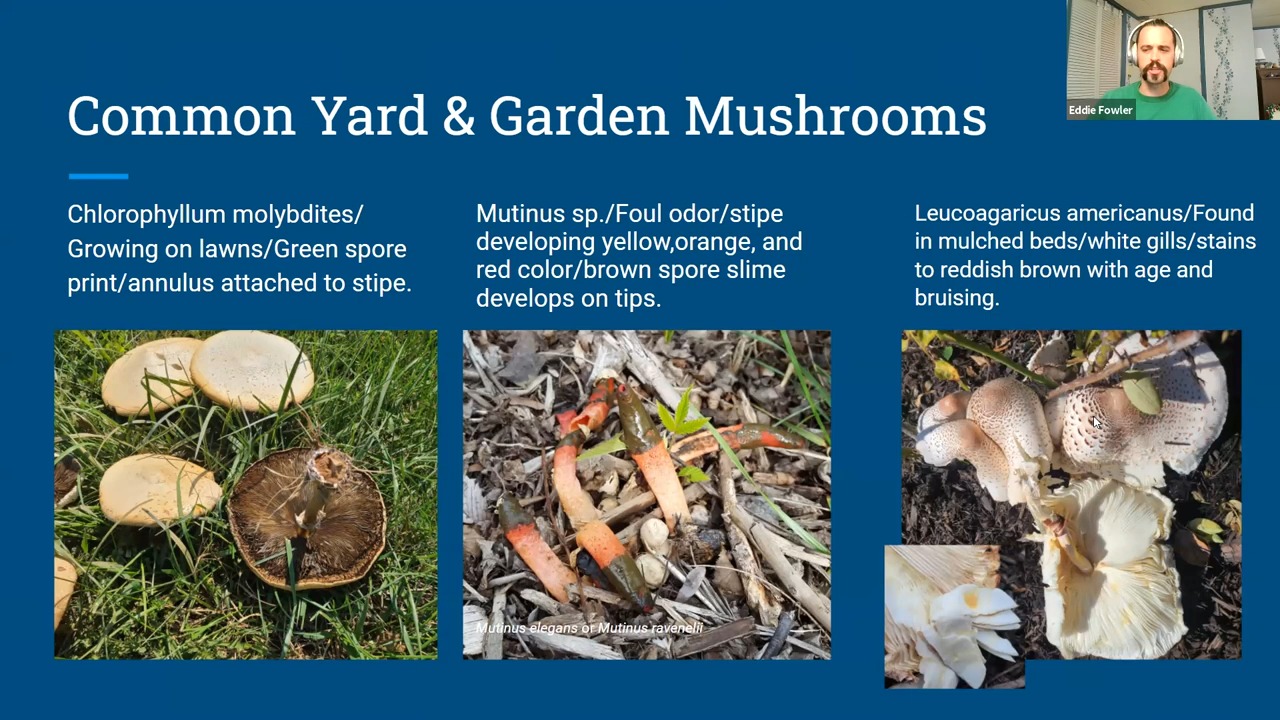 Eddie Fowler
Common Yard & Garden Mushrooms
Chlorophyllum molybdites/
Growing on lawns/Green spore
print/annulus attached to stipe.
Mutinus sp./Foul odor/stipe
developing yellow,orange, and
red color/brown spore slime
develops on tips.
Leucoagaricus americanus/Found
in mulched beds/white gills/stains
to reddish brown with age and
bruising.
Mutinus elegans or Mutinus ravenelii